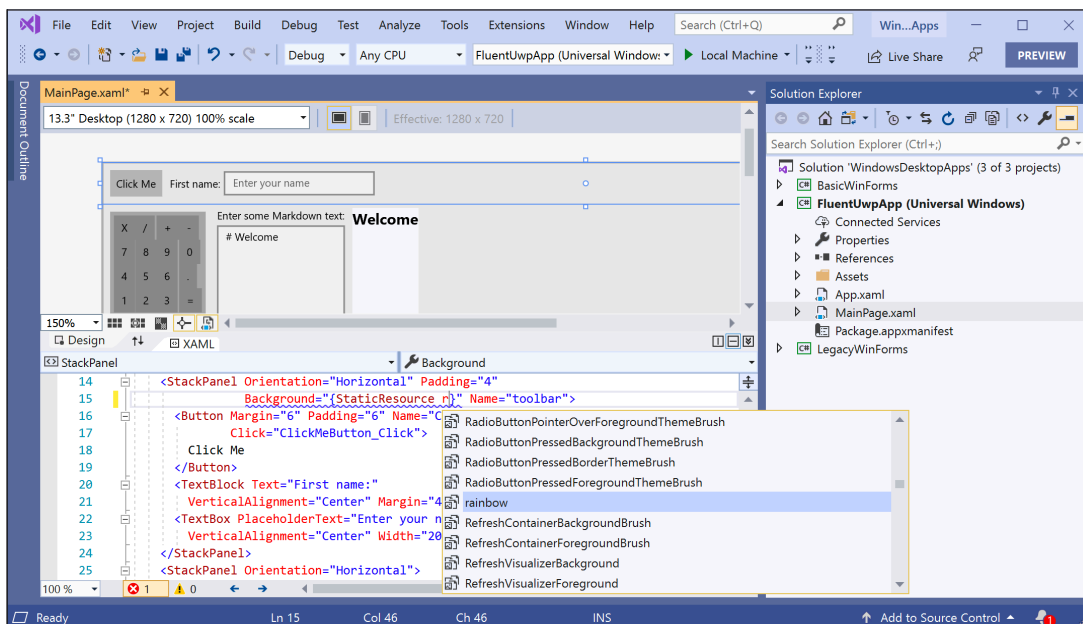 File Edit View Project Build Debug Test Analyze Tools Extensions Window Help Search (Ctrl+Q) Win...Apps
Debug Any CPU FluentUwpApp (Universal Window: Local Machine Live Share PREVIEW
Document Outline
MainPage.xaml*
13.3" Desktop (1280 x 720) 100% scale Effective: 1280 x 720
Click Me First name: Enter your name
X / + -
7 8 9 0
4 5 6 .
1 2 3 =
Enter some Markdown text:
# Welcome
Welcome
150%
Design XAML
StackPanel Background
14 <StackPanel Orientation="Horizontal" Padding="4"
15 Background="{StaticResource r}" Name="toolbar">
16 <Button Margin="6" Padding="6" Name="C
17 Click="ClickMeButton_Click">
18 Click Me
19 </Button>
20 <TextBlock Text="First name:"
21 VerticalAlignment="Center" Margin="4
22 <TextBox PlaceholderText="Enter your n
23 VerticalAlignment="Center" Width="20
24 </StackPanel>
25 <StackPanel Orientation="Horizontal">
RadioButtonPointerOverForegroundThemeBrush
RadioButtonPressedBackgroundThemeBrush
RadioButtonPressedBorderThemeBrush
RadioButtonPressedForegroundThemeBrush
rainbow
RefreshContainerBackgroundBrush
RefreshContainerForegroundBrush
RefreshVisualizerBackground
RefreshVisualizerForeground
100 % 1 0
Solution Explorer
Search Solution Explorer (Ctrl+;)
Solution 'WindowsDesktopApps' (3 of 3 projects)
C# BasicWinForms
C# FluentUwpApp (Universal Windows)
Connected Services
Properties
References
Assets
App.xaml
MainPage.xaml
Package.appxmanifest
C# LegacyWinForms
Ready Ln 15 Col 46 Ch 46 INS Add to Source Control 1